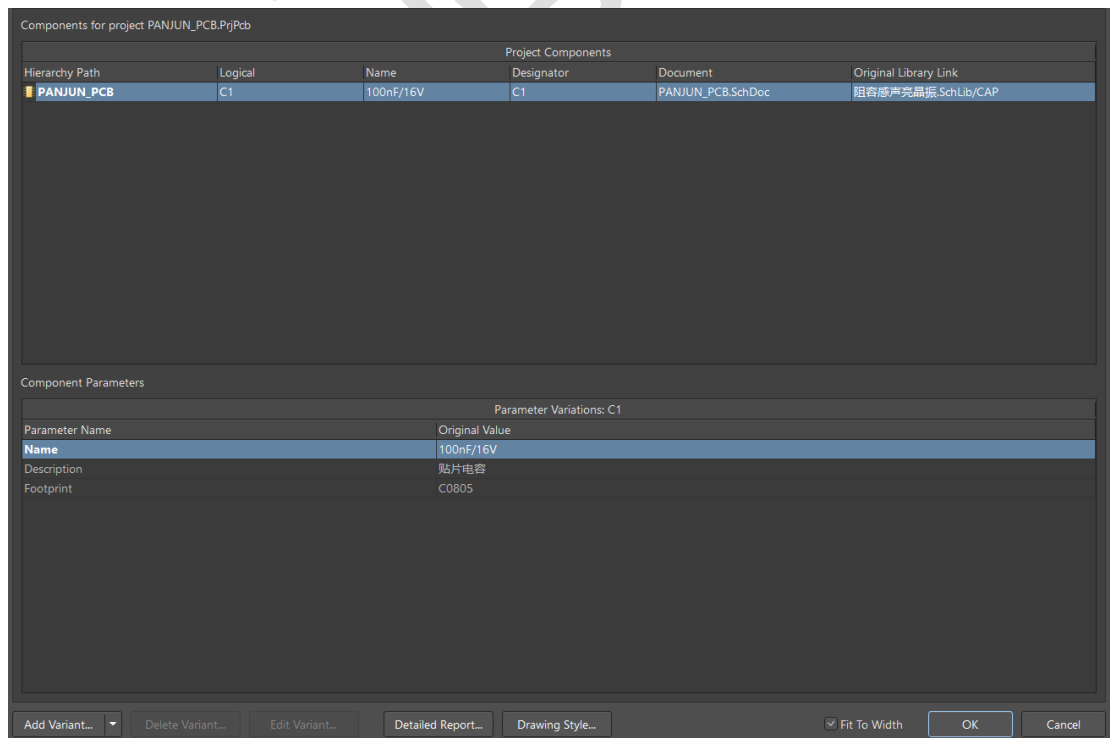 Components for project PANJUN_PCB.PrjPcb
Project Components
Hierarchy Path Logical Name Designator Document Original Library Link
PANJUN_PCB C1 100nF/16V C1 PANJUN_PCB.SchDoc 阻容感声亮晶振.SchLib/CAP
Component Parameters
Parameter Variations: C1
Parameter Name Original Value
Name 100nF/16V
Description 贴片电容
Footprint C0805
Add Variant... Delete Variant... Edit Variant... Detailed Report... Drawing Style... Fit To Width OK Cancel